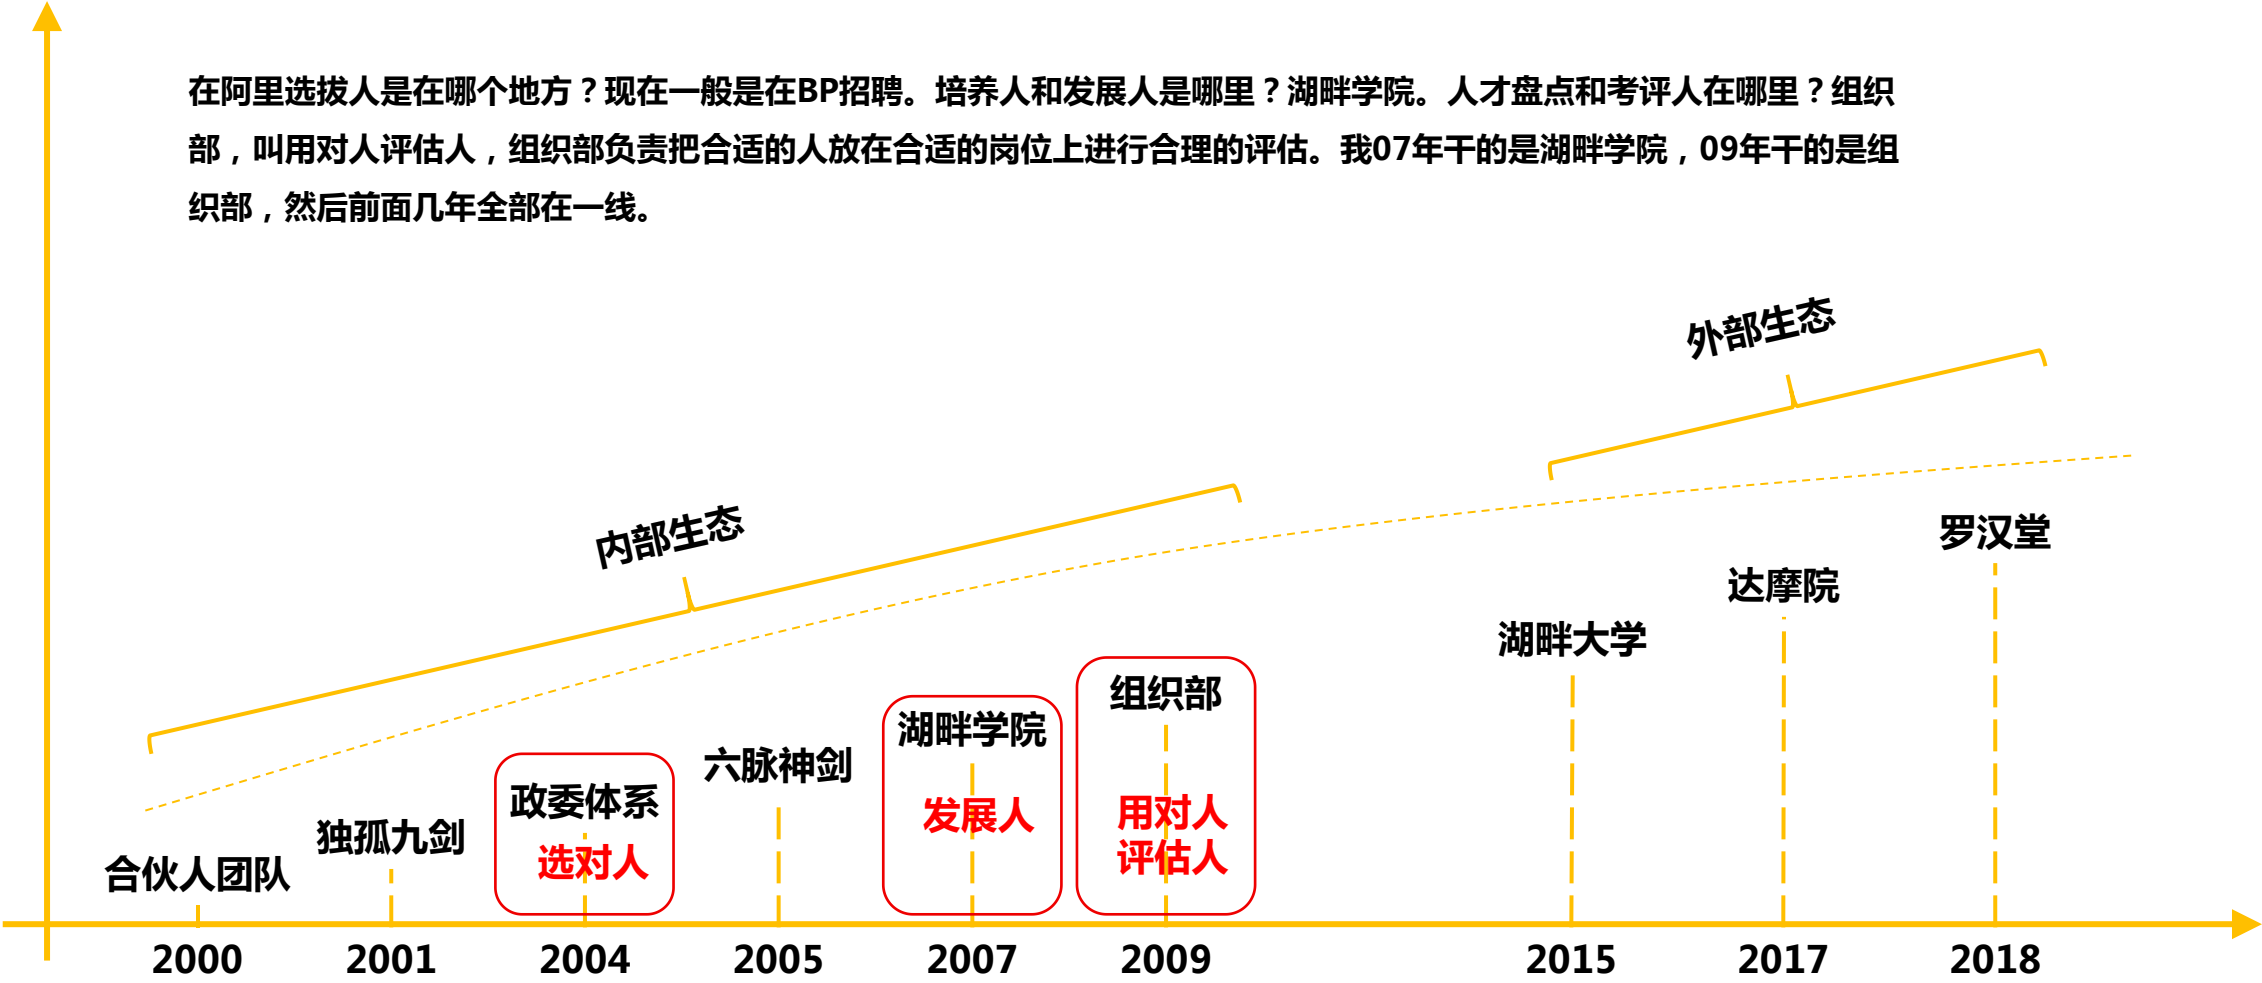 在阿里选拔人是在哪个地方？现在一般是在BP招聘。培养人和发展人是哪里？湖畔学院。人才盘点和考评人在哪里？组织
部，叫用对人评估人，组织部负责把合适的人放在合适的岗位上进行合理的评估。我07年干的是湖畔学院，09年干的是组
织部，然后前面几年全部在一线。
外部生态
内部生态
罗汉堂
达摩院
湖畔大学
组织部
湖畔学院
六脉神剑
政委体系
独孤九剑
合伙人团队
选对人
发展人
用对人
评估人
2000
2001
2004
2005
2007
2009
2015
2017
2018